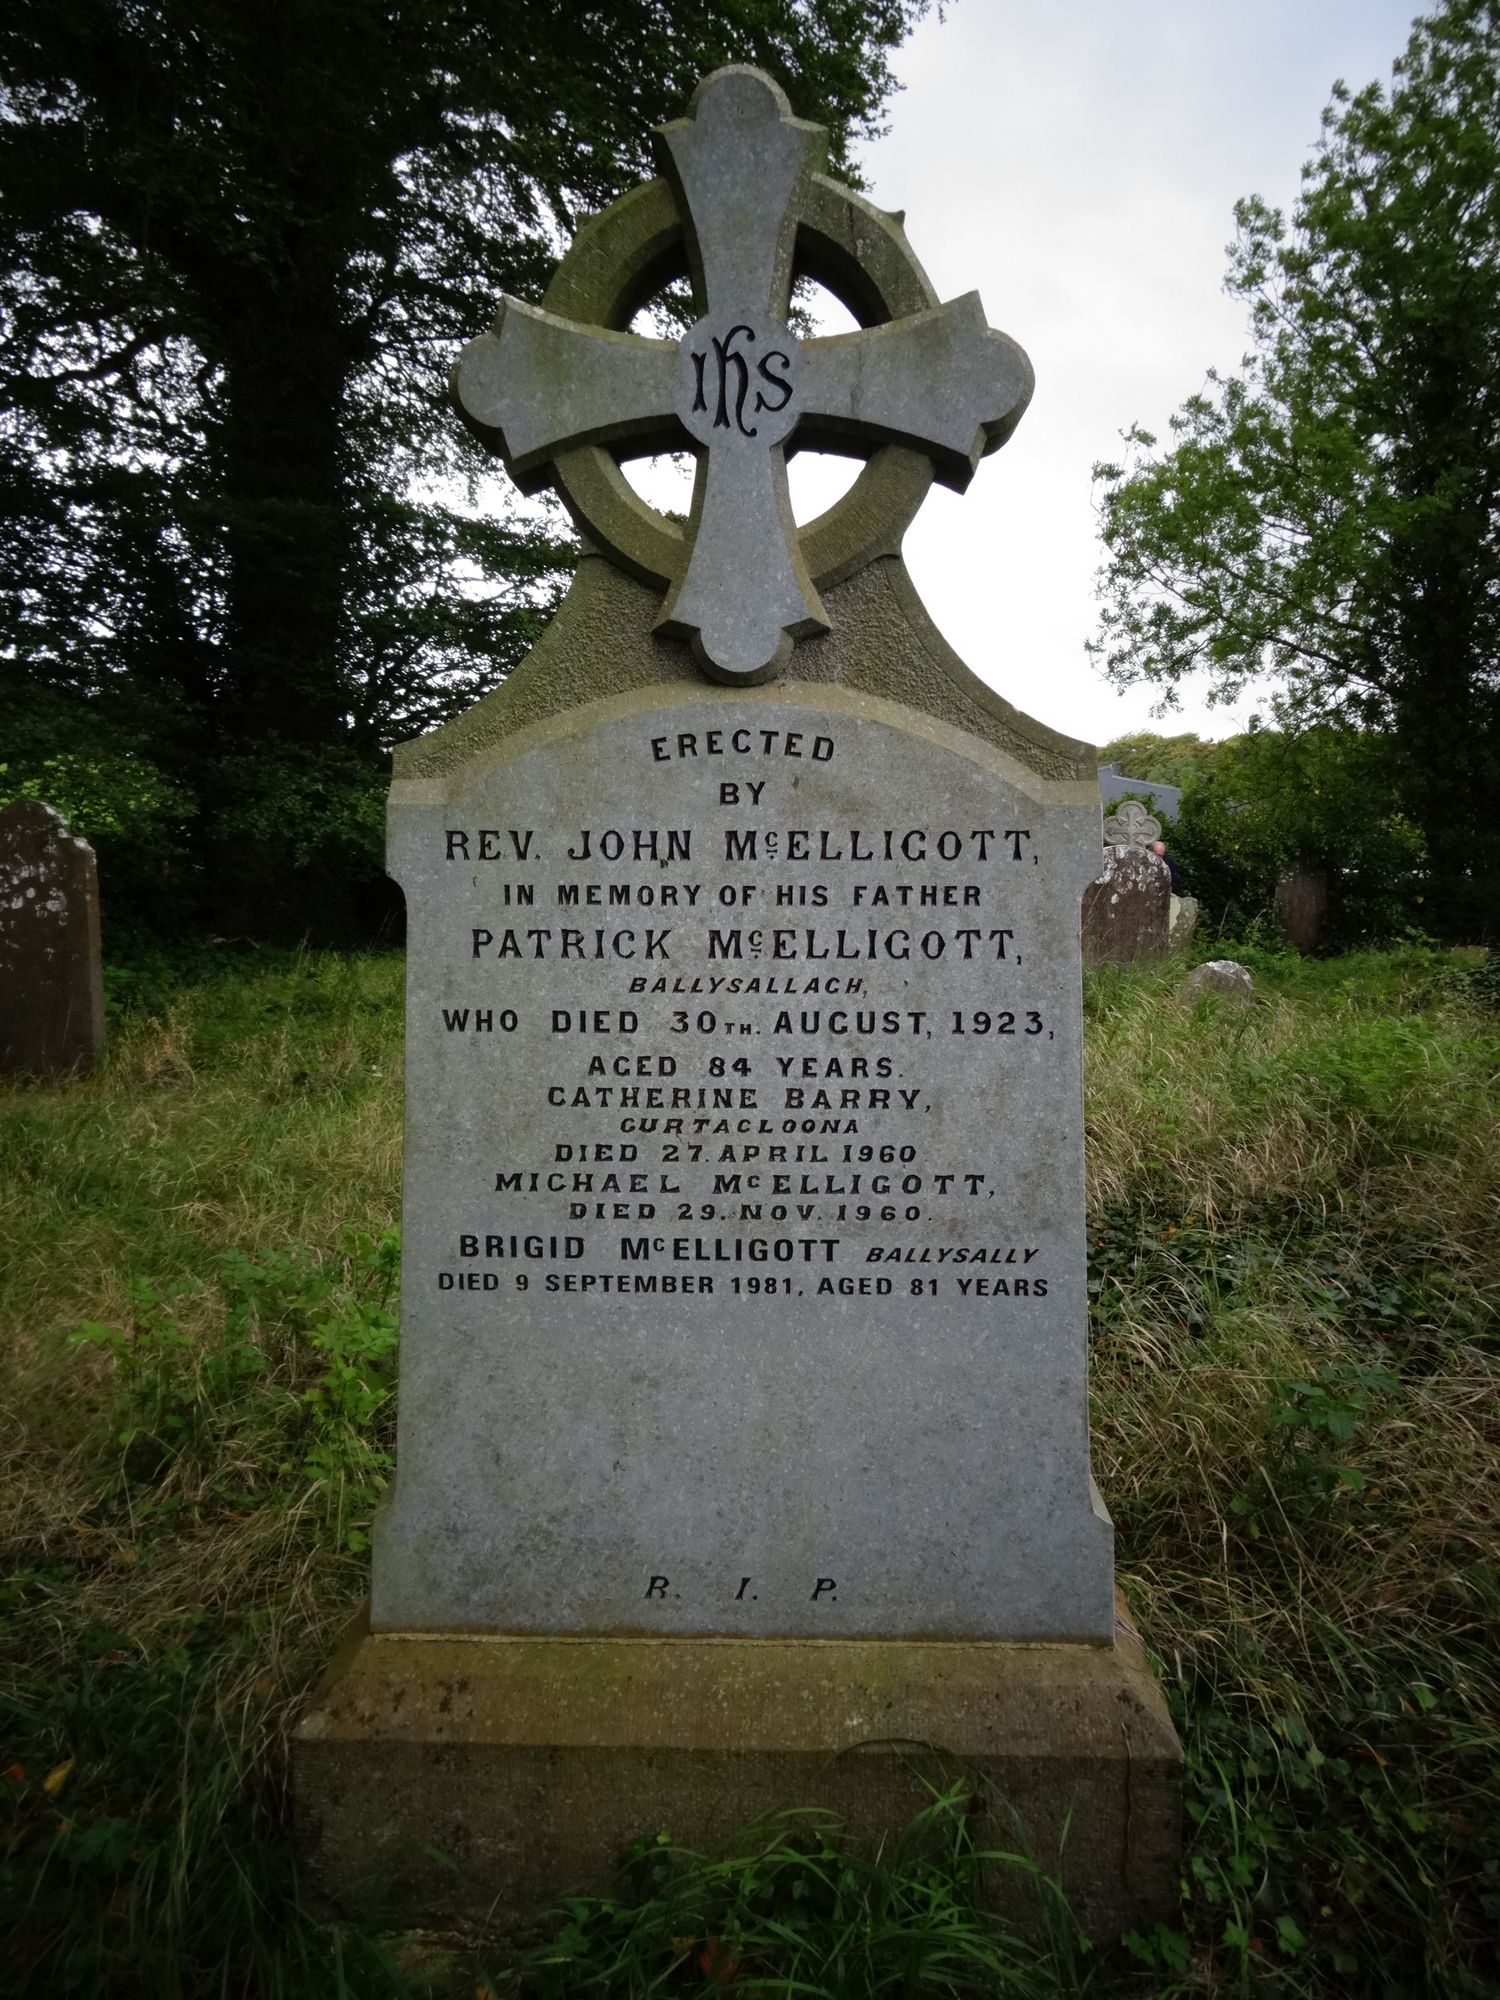 IHS
ERECTED
BY
REV. JOHN McELLIGOTT,
IN MEMORY OF HIS FATHER
PATRICK McELLIGOTT,
BALLYSALLACH,
WHO DIED 30TH. AUGUST, 1923,
AGED 84 YEARS.
CATHERINE BARRY,
CURTACLOONA
DIED 27. APRIL 1960
MICHAEL McELLIGOTT,
DIED 29. NOV. 1960.
BRIGID McELLIGOTT BALLYSALLY
DIED 9 SEPTEMBER 1981, AGED 81 YEARS
R. I. P.